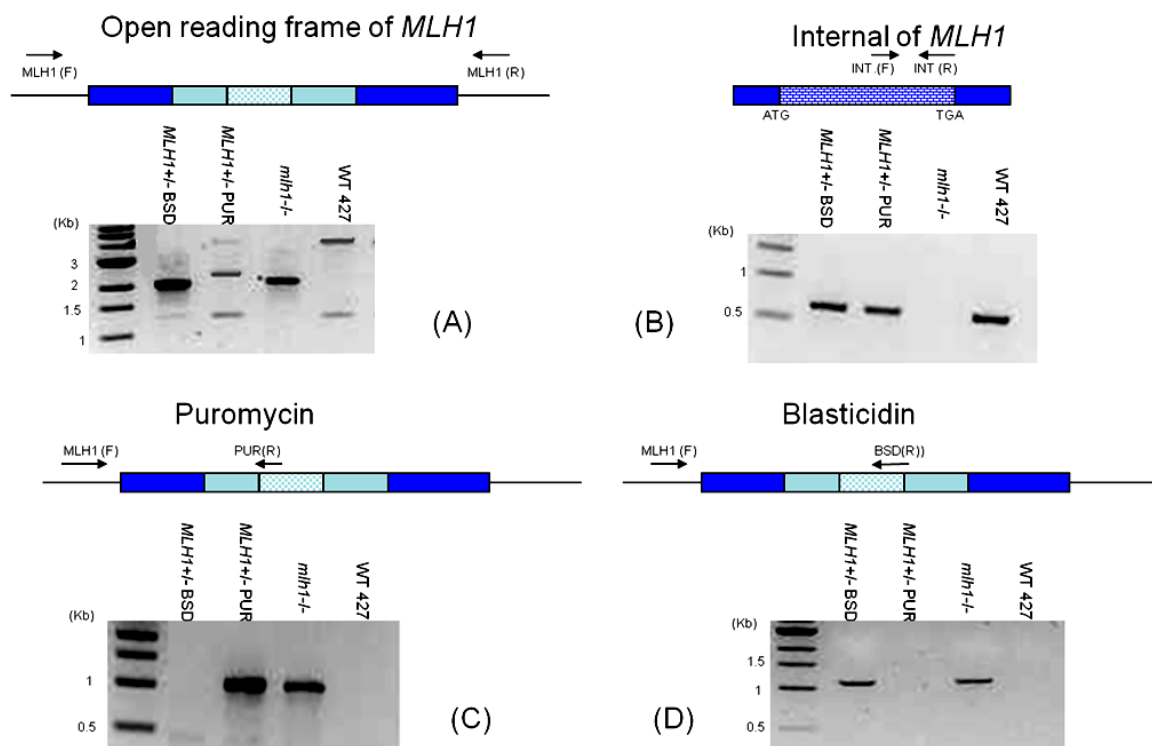 Open reading frame of MLH1
MLH1 (F)
MLH1 (R)
MLH1+/- BSD
MLH1+/- PUR
mlh1-/-
WT 427
(Kb)
3
2
1.5
1
(A)
Internal of MLH1
INT .(F)
INT (R)
ATG
TGA
MLH1+/- BSD
MLH1+/- PUR
mlh1-/-
WT 427
(Kb)
1
0.5
(B)
Puromycin
MLH1 (F)
PUR(R)
MLH1+/- BSD
MLH1+/- PUR
mlh1-/-
WT 427
(Kb)
1
0.5
(C)
Blasticidin
MLH1 (F)
BSD(R))
MLH1+/- BSD
MLH1+/- PUR
mlh1-/-
WT 427
(Kb)
1.5
1
0.5
(D)